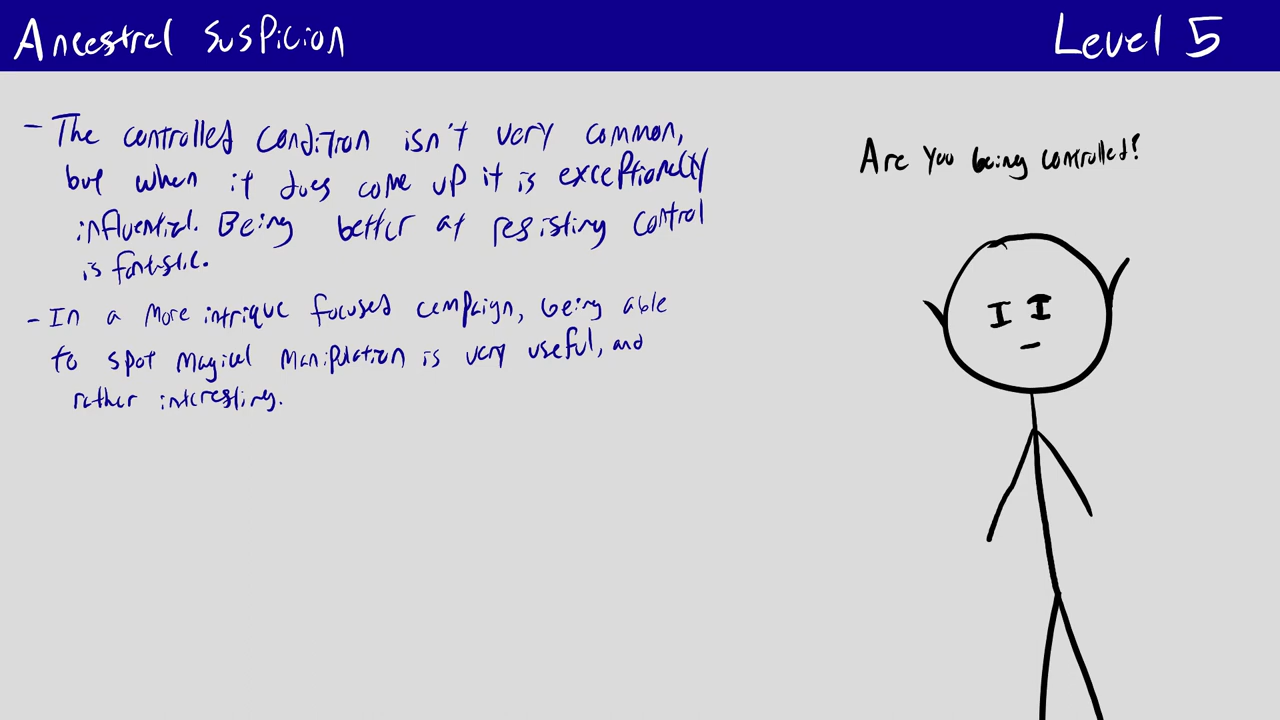 Ancestral Suspicion
Level 5
- The controlled condition isn't very common,
but when it does come up it is exceptionally
influential. Being better at resisting control
is fantastic.
- In a more intrique focused campaign, being able
to spot magical manipulation is very useful, and
rather interesting.
Are you being controlled?